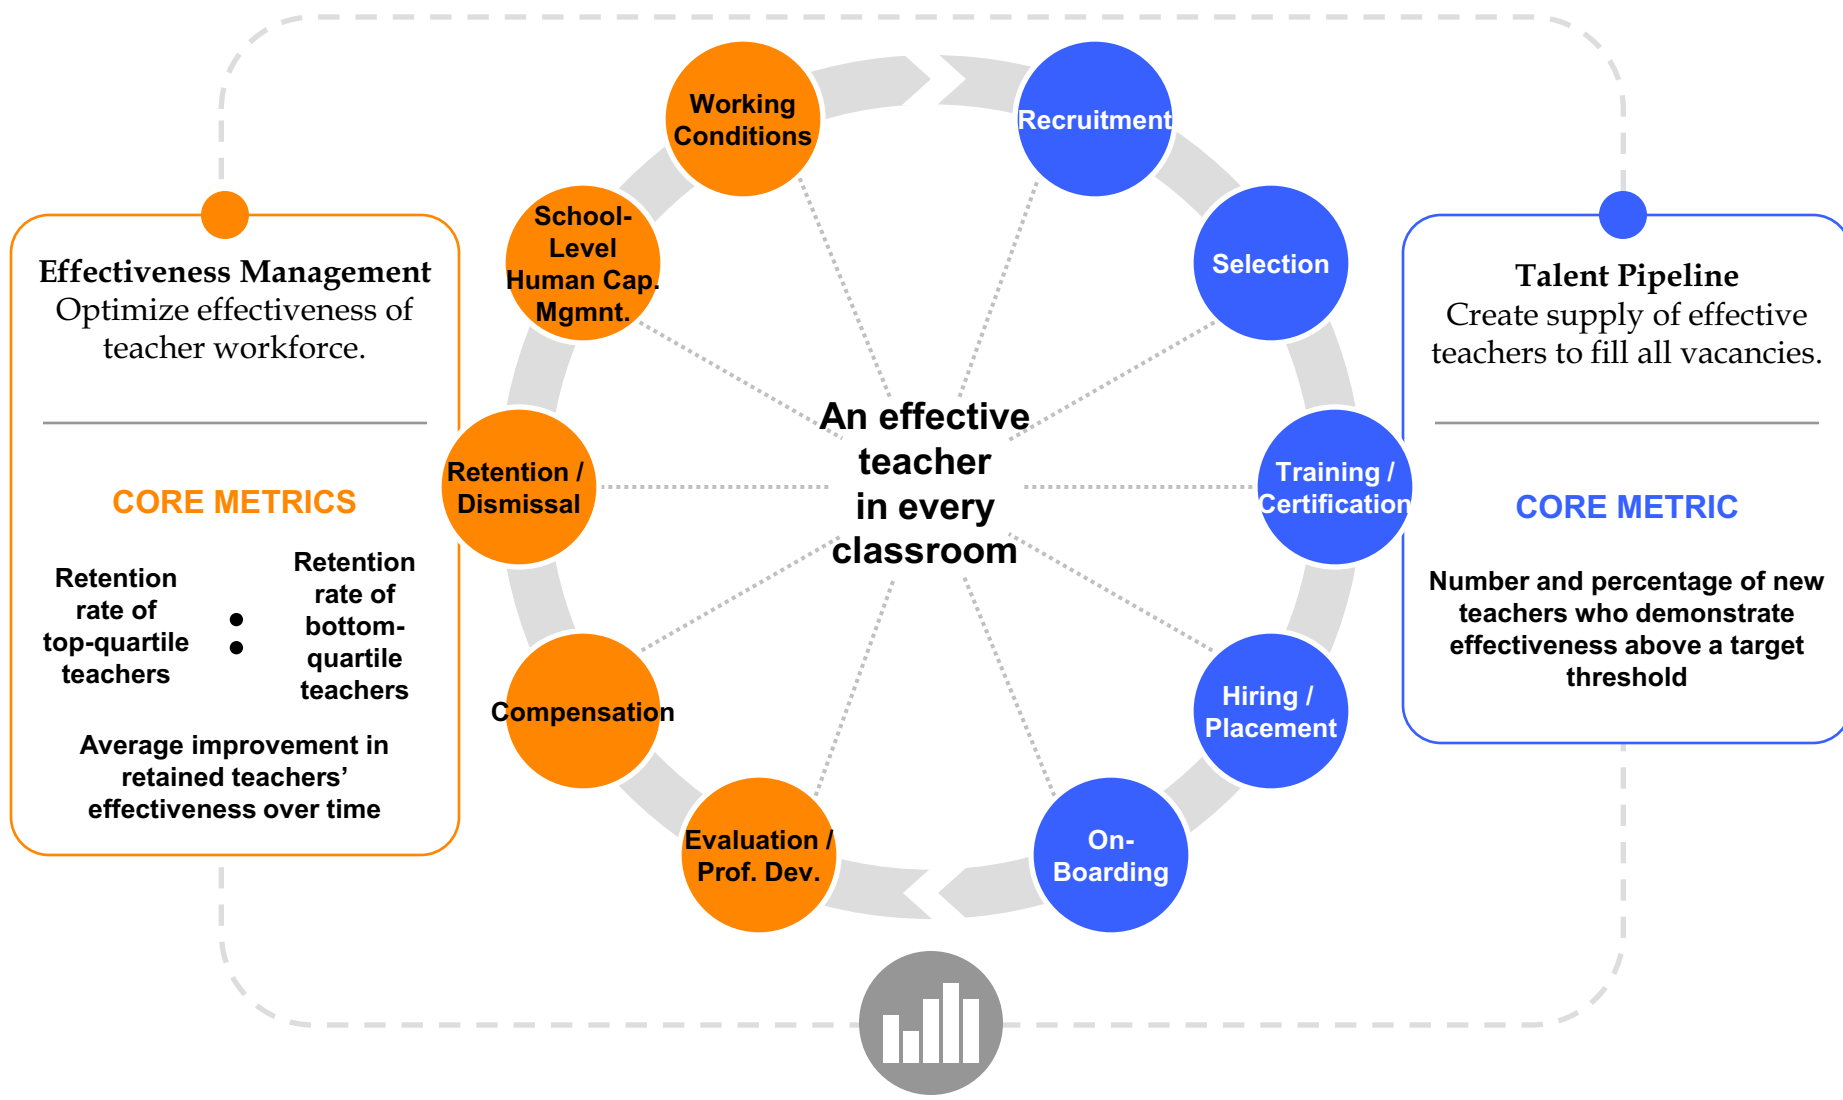 Working
Conditions
Recruitment
School-
Level
Human Cap.
Mgmnt.
Selection
Effectiveness Management
Optimize effectiveness of
teacher workforce.
Talent Pipeline
Create supply of effective
teachers to fill all vacancies.
An effective
teacher
in every
classroom
Retention /
Dismissal
Training /
Certification
CORE METRICS
Retention
rate of
top-quartile
teachers
:
Retention
rate of
bottom-
quartile
teachers
Average improvement in
retained teachers’
effectiveness over time
CORE METRIC
Number and percentage of new
teachers who demonstrate
effectiveness above a target
threshold
Compensation
Hiring /
Placement
Evaluation /
Prof. Dev.
On-
Boarding